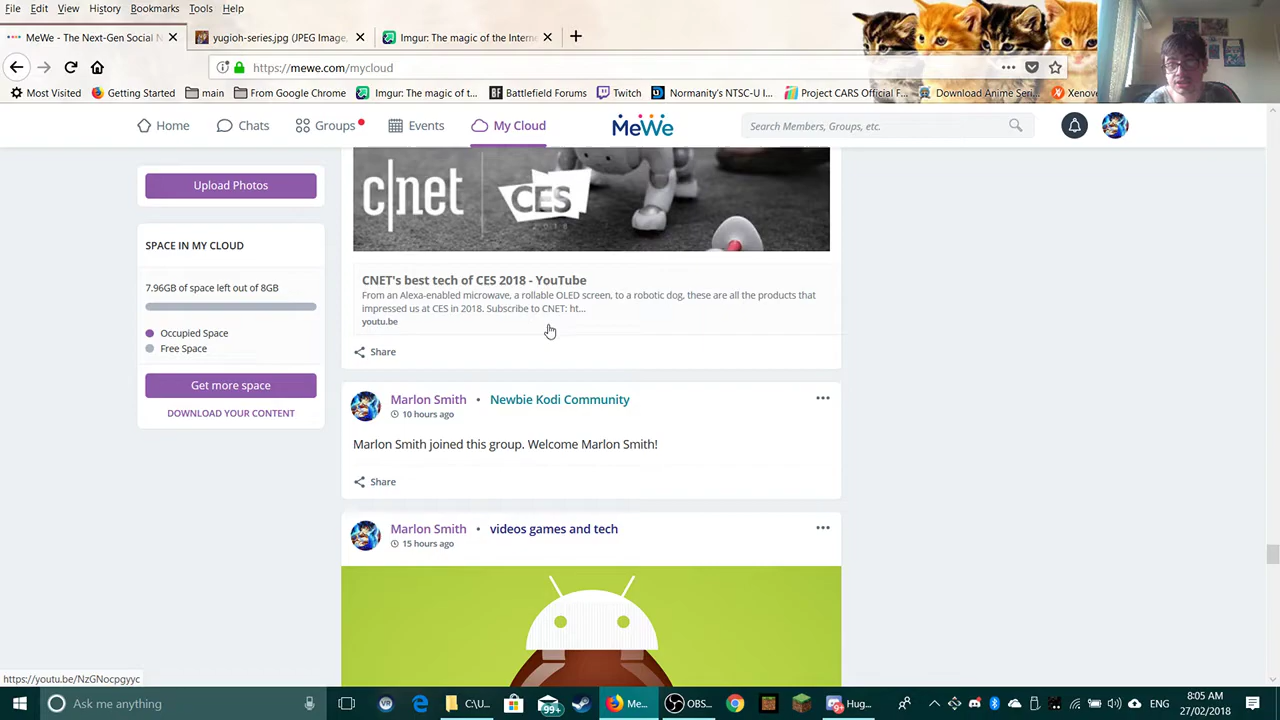 File Edit View History Bookmarks Tools Help
MeWe - The Next-Gen Social N
yugioh-series.jpg (JPEG Image,
Imgur: The magic of the Intern
https://mewe.com/mycloud
Most Visited Getting Started main From Google Chrome Imgur: The magic of t... Battlefield Forums Twitch Normanity's NTSC-U I... Project CARS Official F... Download Anime Seri... Xenove
Home Chats Groups Events My Cloud MeWe Search Members, Groups, etc.
Upload Photos
SPACE IN MY CLOUD
7.96GB of space left out of 8GB
Occupied Space
Free Space
Get more space
DOWNLOAD YOUR CONTENT
c|net CES
2018
CNET's best tech of CES 2018 - YouTube
From an Alexa-enabled microwave, a rollable OLED screen, to a robotic dog, these are all the products that
impressed us at CES in 2018. Subscribe to CNET: ht...
youtu.be
Share
Marlon Smith • Newbie Kodi Community
10 hours ago
Marlon Smith joined this group. Welcome Marlon Smith!
Share
Marlon Smith • videos games and tech
15 hours ago
https://youtu.be/NzGNocpgyyc
Ask me anything
C:\U...
99+
Me...
OBS...
Hug...
ENG
8:05 AM
27/02/2018